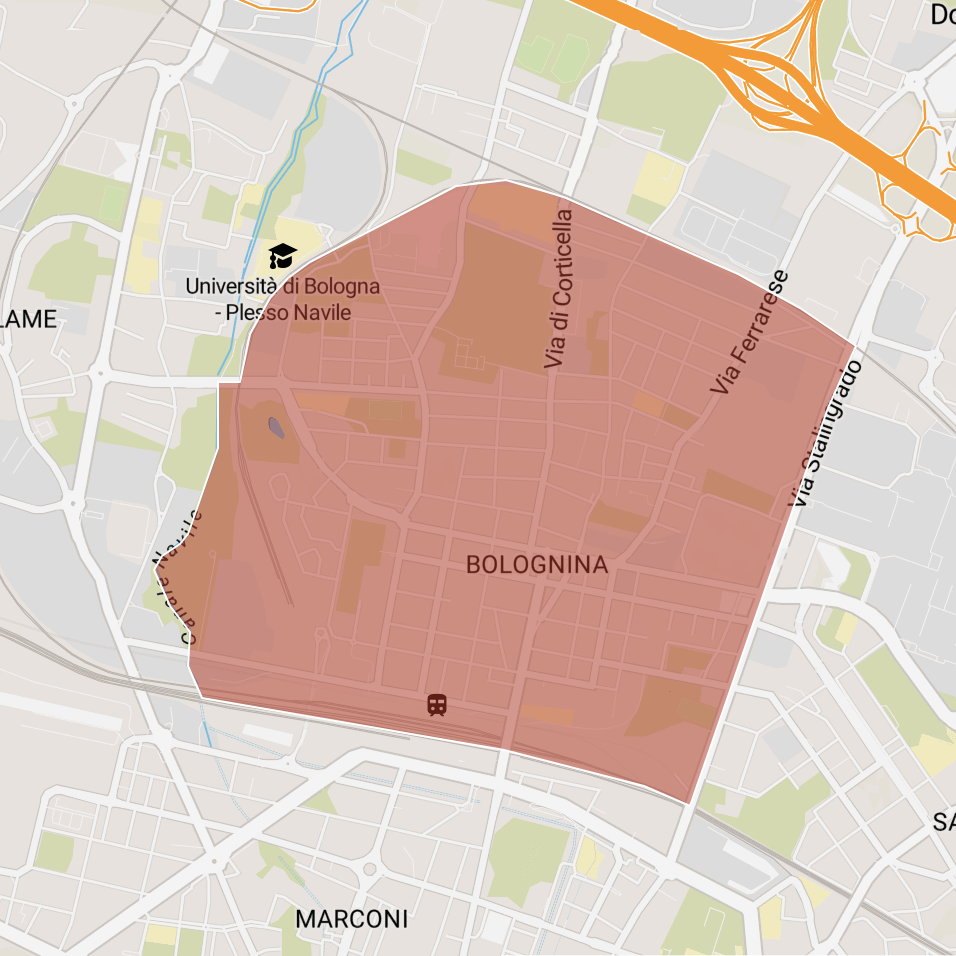 Do
Via di Corticella
Università di Bologna
- Plesso Navile
Via Ferrarese
LAME
Via Stalingrado
Canale Navile
BOLOGNINA
SA
MARCONI